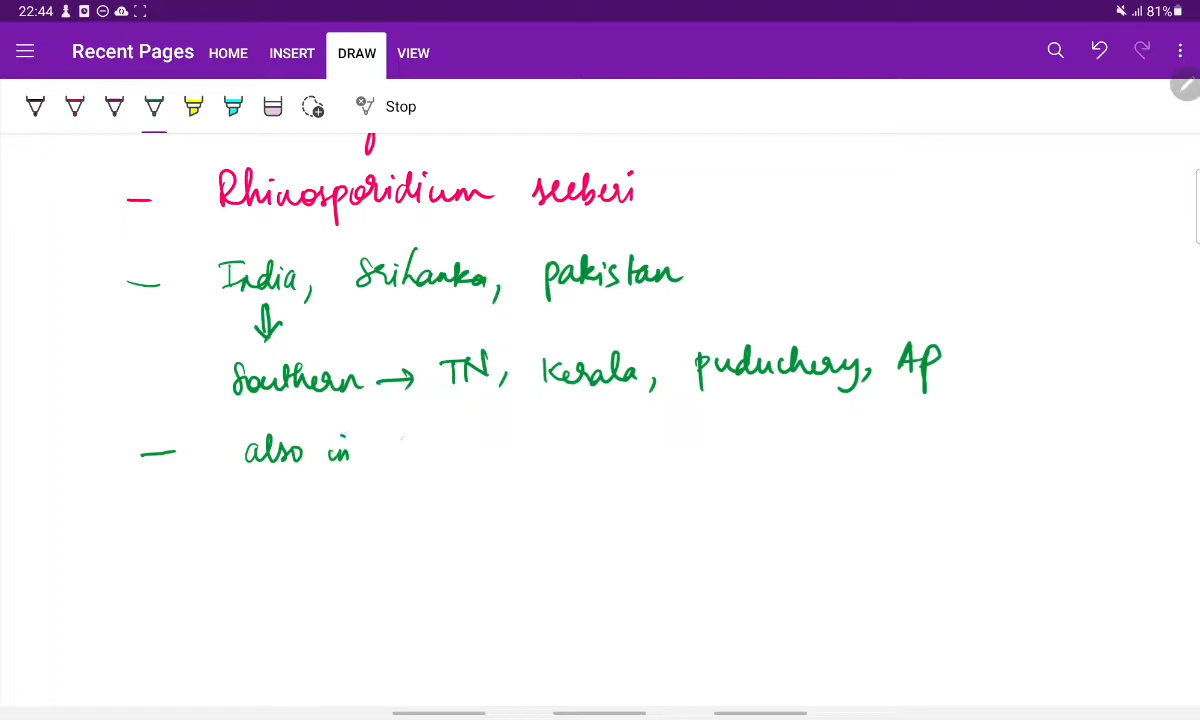 22:44 81%
Recent Pages HOME INSERT DRAW VIEW
Stop
– Rhinosporidium seeberi
– India, Srilanka, pakistan
↓
Southern → TN, Kerala, puduchery, AP
– also in